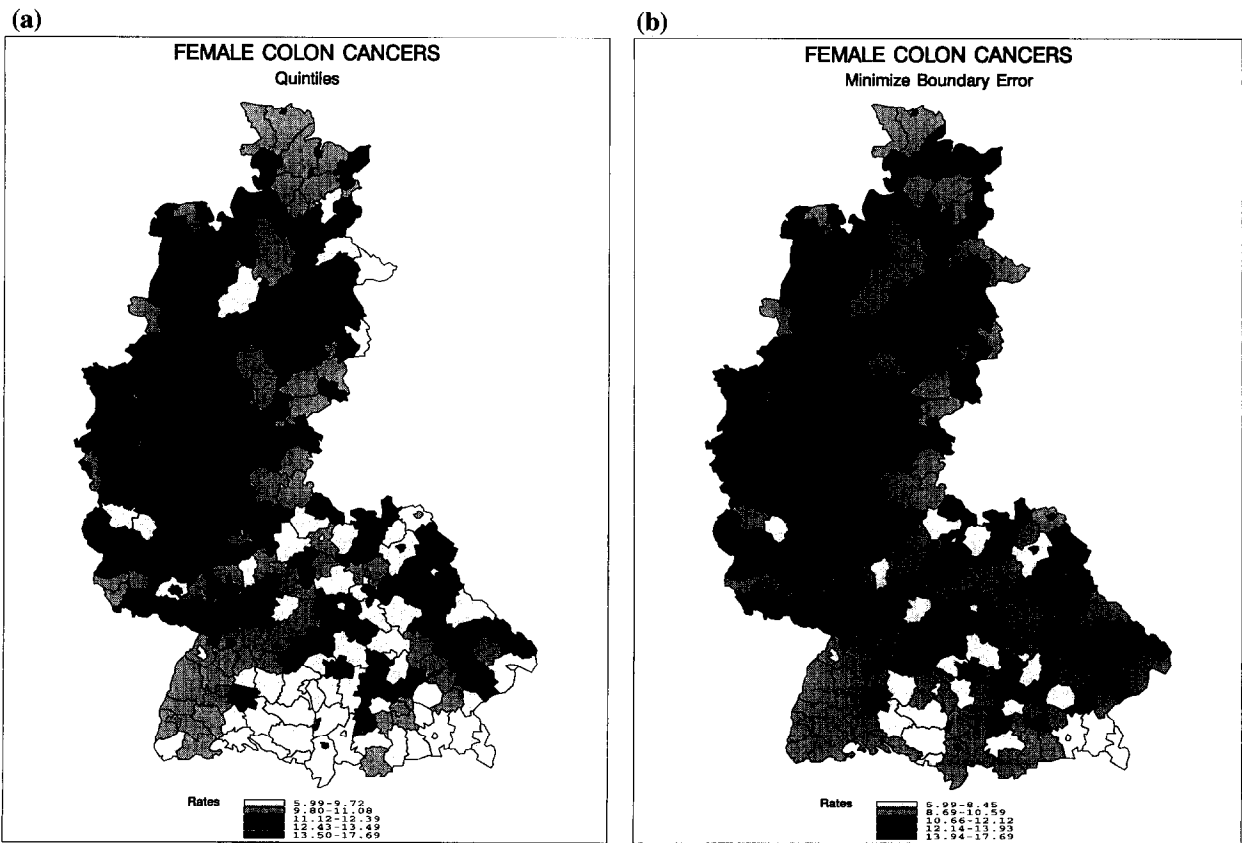 (a)
FEMALE COLON CANCERS
Quintiles
Rates
5.99-9.72
9.80-11.08
11.12-12.39
12.43-13.49
13.50-17.69
(b)
FEMALE COLON CANCERS
Minimize Boundary Error
Rates
5.99-8.45
8.69-10.59
10.66-12.12
12.14-13.93
13.94-17.69